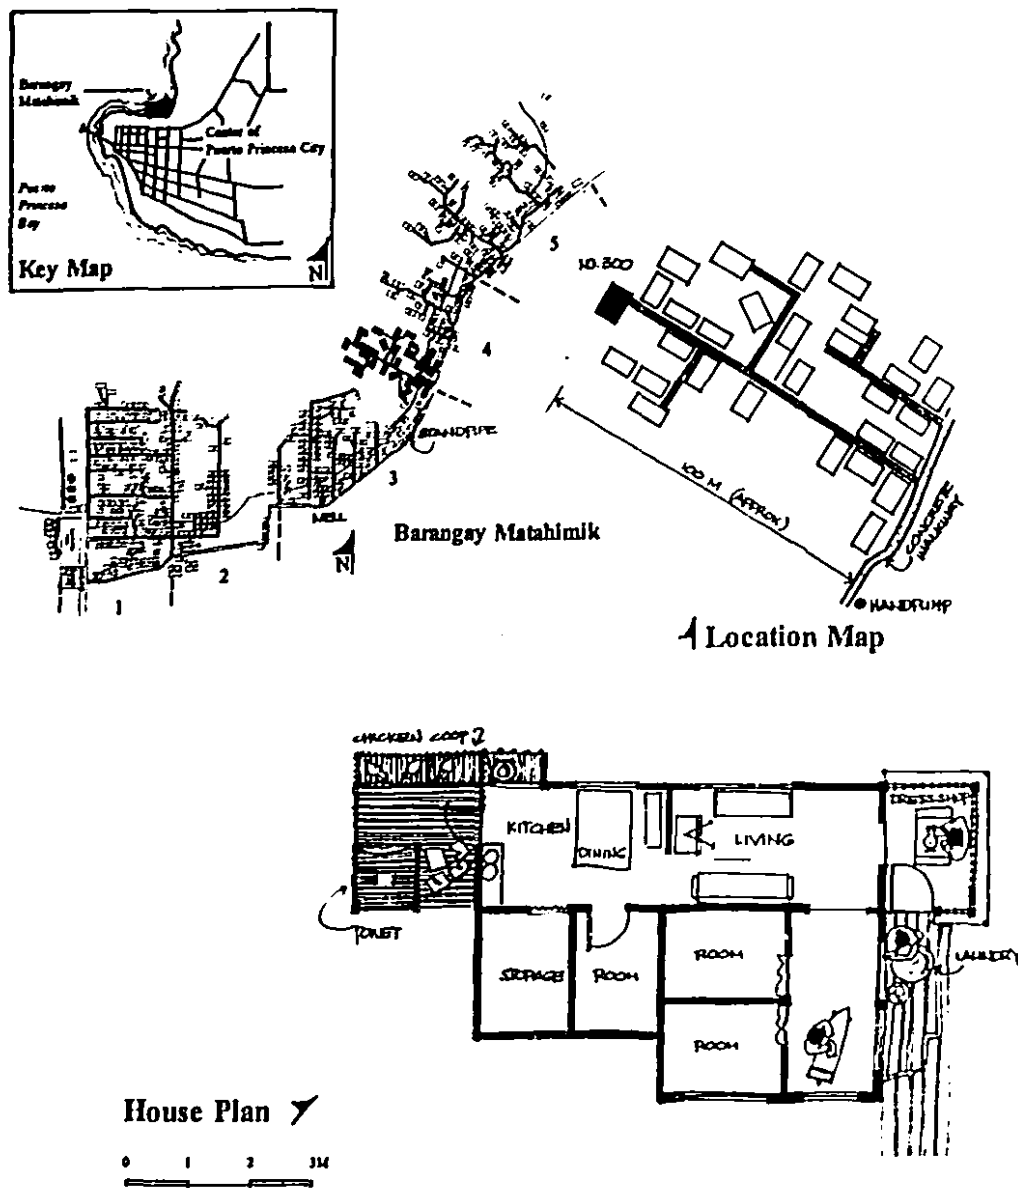 Barangay
Matahimik
Center of
Puerto Princesa City
Puerto
Princesa
Bay
Key Map
N
5
NO. 300
4
STANDPIPE
3
WELL
Barangay Matahimik
N
2
1
100 M (APPROX)
CONCRETE
WALKWAY
HANDPUMP
Location Map
CHICKEN COOP
KITCHEN
DINING
LIVING
TOILET
STORAGE
ROOM
ROOM
LAUNDRY
ROOM
House Plan
0 1 2 3M